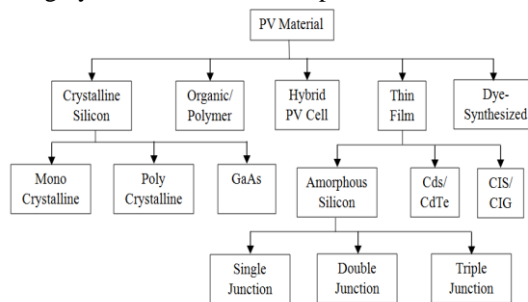 PV Material
Crystalline
Silicon
Organic/
Polymer
Hybrid
PV Cell
Thin
Film
Dye-
Synthesized
Mono
Crystalline
Poly
Crystalline
GaAs
Amorphous
Silicon
Cds/
CdTe
CIS/
CIG
Single
Junction
Double
Junction
Triple
Junction